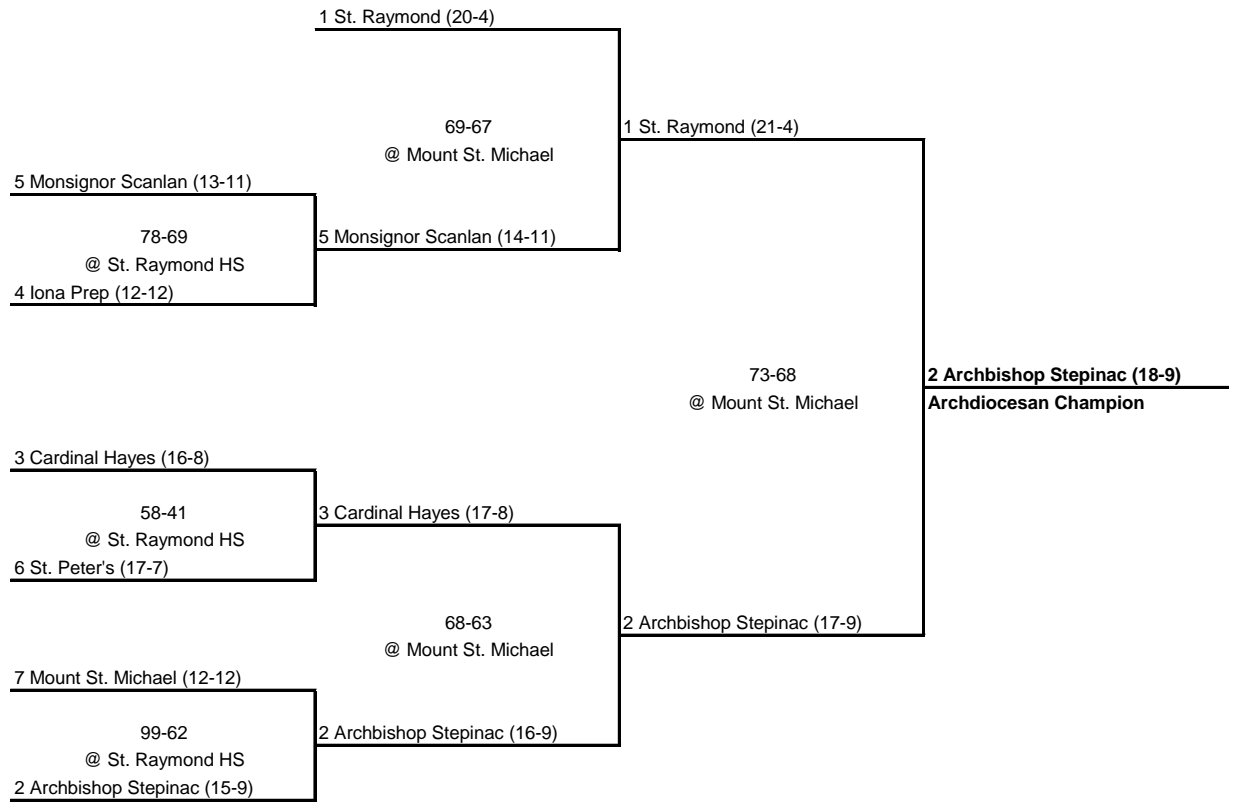 1 St. Raymond (20-4)
69-67
@ Mount St. Michael
1 St. Raymond (21-4)
5 Monsignor Scanlan (13-11)
78-69
@ St. Raymond HS
5 Monsignor Scanlan (14-11)
4 Iona Prep (12-12)
73-68
@ Mount St. Michael
2 Archbishop Stepinac (18-9)
Archdiocesan Champion
3 Cardinal Hayes (16-8)
58-41
@ St. Raymond HS
3 Cardinal Hayes (17-8)
6 St. Peter's (17-7)
68-63
@ Mount St. Michael
2 Archbishop Stepinac (17-9)
7 Mount St. Michael (12-12)
99-62
@ St. Raymond HS
2 Archbishop Stepinac (16-9)
2 Archbishop Stepinac (15-9)